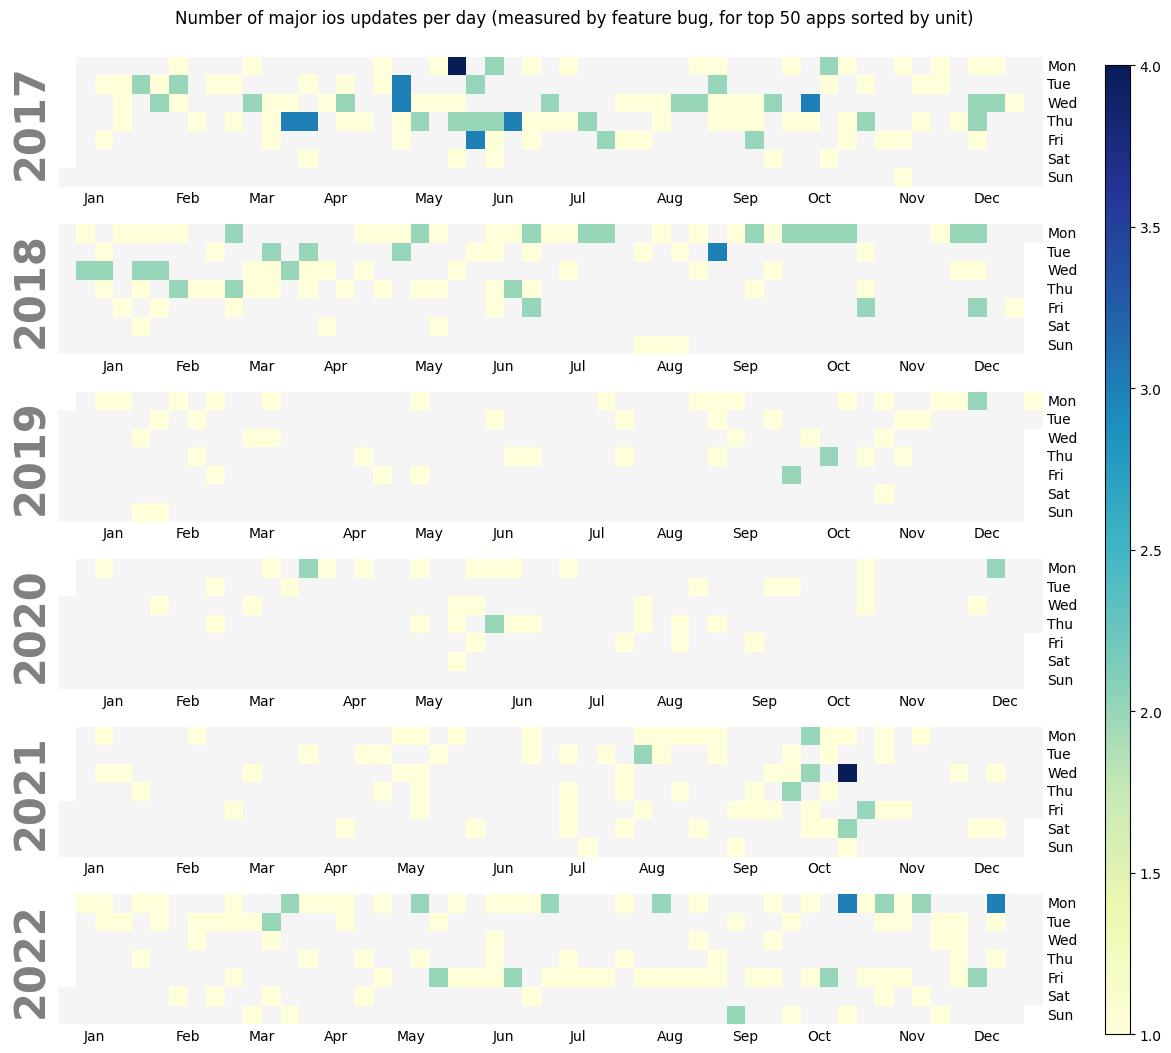 Number of major ios updates per day (measured by feature bug, for top 50 apps sorted by unit)
2017
Mon
Tue
Wed
Thu
Fri
Sat
Sun
Jan Feb Mar Apr May Jun Jul Aug Oct Nov Dec
2018
Mon
Tue
Wed
Thu
Fri
Sat
Sun
Jan Feb Mar Apr May Jun Jul Aug Sep Oct Nov Dec
2019
Mon
Tue
Wed
Thu
Fri
Sat
Sun
Jan Feb Mar Apr May Jun Jul Aug Sep Oct Nov Dec
2020
Mon
Tue
Wed
Thu
Fri
Sat
Sun
Jan Feb Mar Apr May Jun Jul Aug Sep Oct Nov Dec
2021
Mon
Tue
Wed
Thu
Fri
Sat
Sun
Jan Feb Mar Apr May Jun Jul Aug Sep Oct Nov Dec
2022
Mon
Tue
Wed
Thu
Fri
Sat
Sun
Jan Feb Mar Apr May Jun Jul Aug Sep Oct Nov Dec
4.0
3.5
3.0
2.5
2.0
1.5
1.0